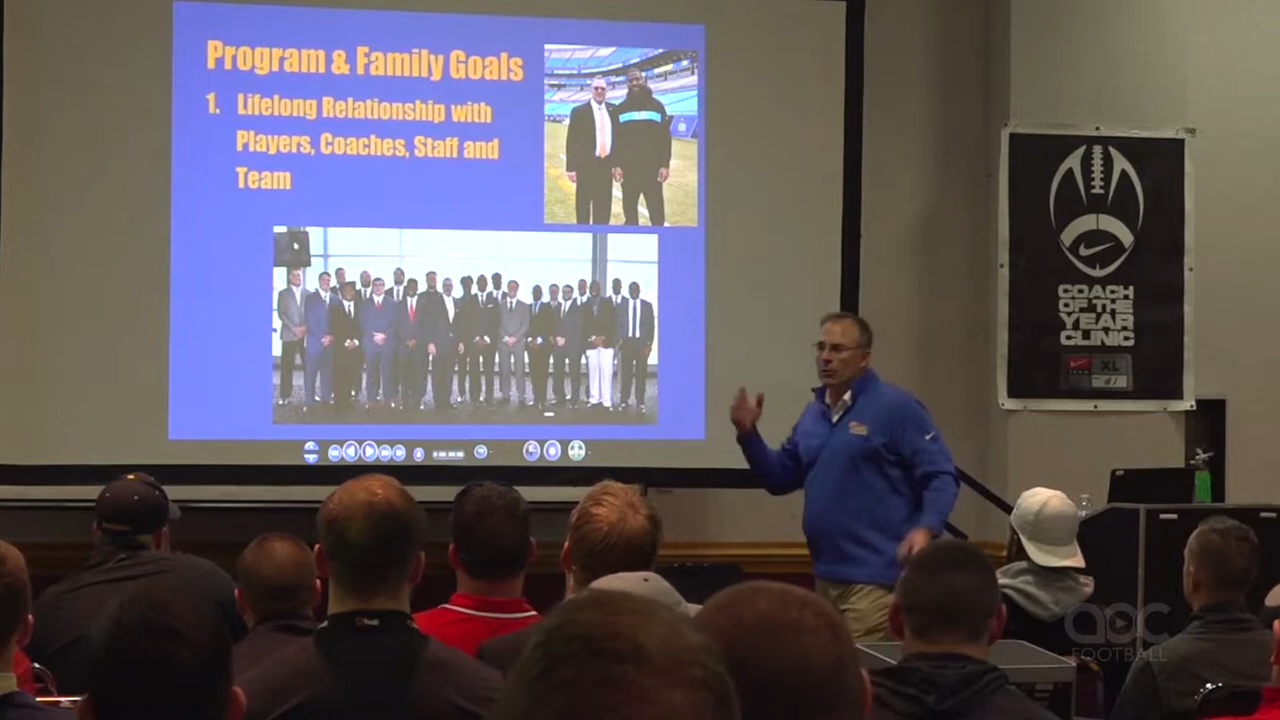 Program & Family Goals
1. Lifelong Relationship with
Players, Coaches, Staff and
Team
COACH
OF THE
YEAR
CLINIC
XL
aoc
FOOTBALL